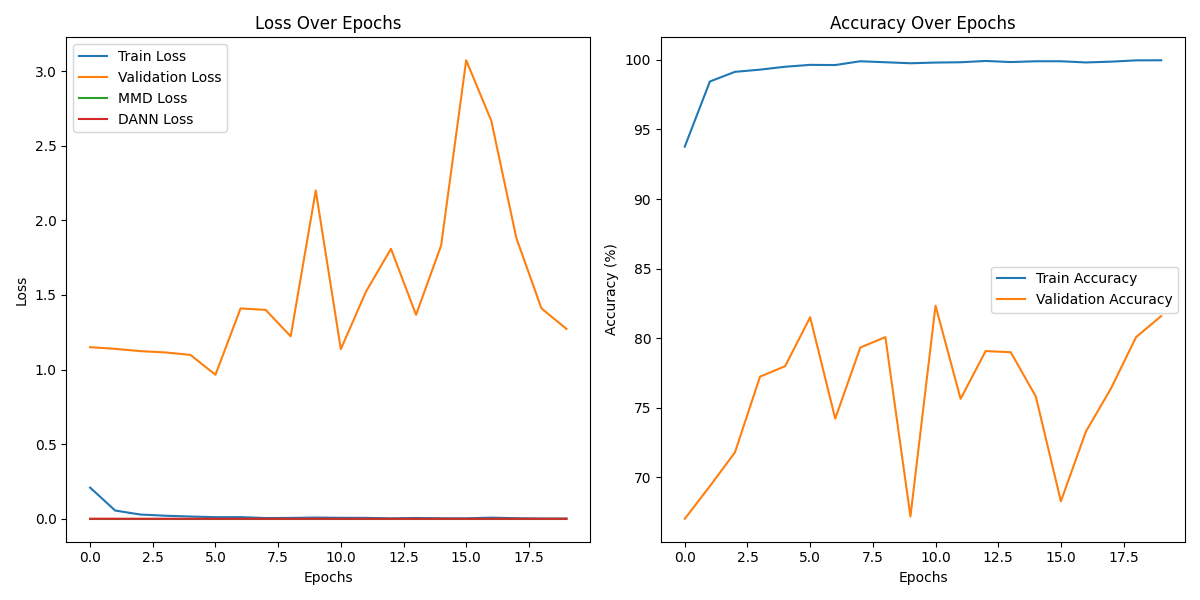 Loss Over Epochs
Train Loss
Validation Loss
MMD Loss
DANN Loss
3.0
2.5
2.0
1.5
1.0
0.5
0.0
Loss
0.0 2.5 5.0 7.5 10.0 12.5 15.0 17.5
Epochs
Accuracy Over Epochs
100
95
90
85
80
75
70
Accuracy (%)
Train Accuracy
Validation Accuracy
0.0 2.5 5.0 7.5 10.0 12.5 15.0 17.5
Epochs